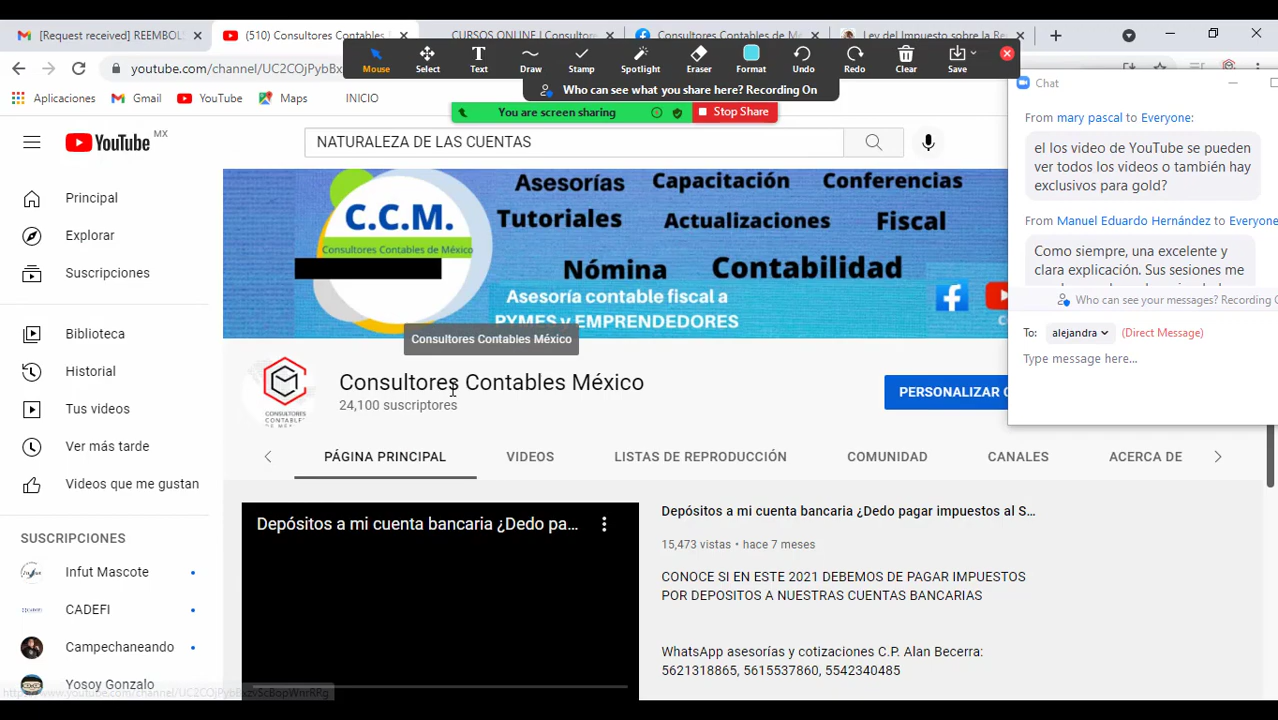 [Request received] REEMBOL
(510) Consultores Contables
CURSOS ONLINE | Consultore
Consultores Contables de M
Ley del Impuesto sobre la Re
youtube.com/channel/UC2COjPybB
Mouse
Select
Text
Draw
Stamp
Spotlight
Eraser
Format
Undo
Redo
Clear
Save
Who can see what you share here? Recording On
You are screen sharing
Stop Share
Aplicaciones
Gmail
YouTube
Maps
INICIO
YouTube MX
NATURALEZA DE LAS CUENTAS
Principal
Explorar
Suscripciones
Biblioteca
Historial
Tus videos
Ver más tarde
Videos que me gustan
SUSCRIPCIONES
Infut Mascote
CADEFI
Campechaneando
Yosoy Gonzalo
C.C.M.
Consultores Contables de México
Asesorías
Capacitación
Conferencias
Tutoriales
Actualizaciones
Fiscal
Nómina
Contabilidad
Asesoría contable fiscal a
PYMES y EMPRENDEDORES
Consultores Contables México
CONSULTORES
CONTABLE
Consultores Contables México
24,100 suscriptores
PERSONALIZAR C
PÁGINA PRINCIPAL
VIDEOS
LISTAS DE REPRODUCCIÓN
COMUNIDAD
CANALES
ACERCA DE
Depósitos a mi cuenta bancaria ¿Dedo pa...
Depósitos a mi cuenta bancaria ¿Dedo pagar impuestos al S...
15,473 vistas • hace 7 meses
CONOCE SI EN ESTE 2021 DEBEMOS DE PAGAR IMPUESTOS
POR DEPOSITOS A NUESTRAS CUENTAS BANCARIAS
WhatsApp asesorías y cotizaciones C.P. Alan Becerra:
5621318865, 5615537860, 5542340485
Chat
From mary pascal to Everyone:
el los video de YouTube se pueden
ver todos los videos o también hay
exclusivos para gold?
From Manuel Eduardo Hernández to Everyone
Como siempre, una excelente y
clara explicación. Sus sesiones me
Who can see your messages? Recording O
To: alejandra (Direct Message)
Type message here...